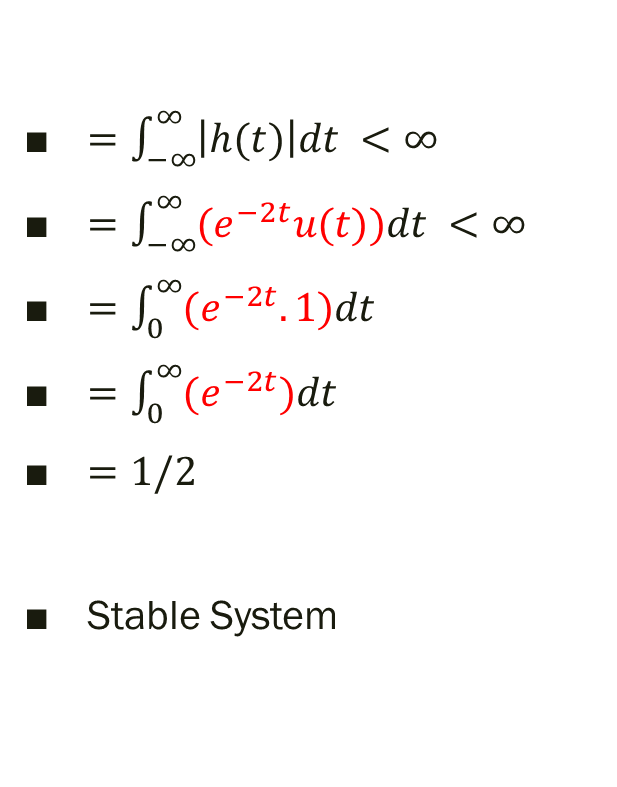 ▪ = ∫_{−∞}^{∞}|h(t)|dt < ∞
▪ = ∫_{−∞}^{∞}(e^{−2t}u(t))dt < ∞
▪ = ∫_{0}^{∞}(e^{−2t}.1)dt
▪ = ∫_{0}^{∞}(e^{−2t})dt
▪ = 1/2
▪ Stable System